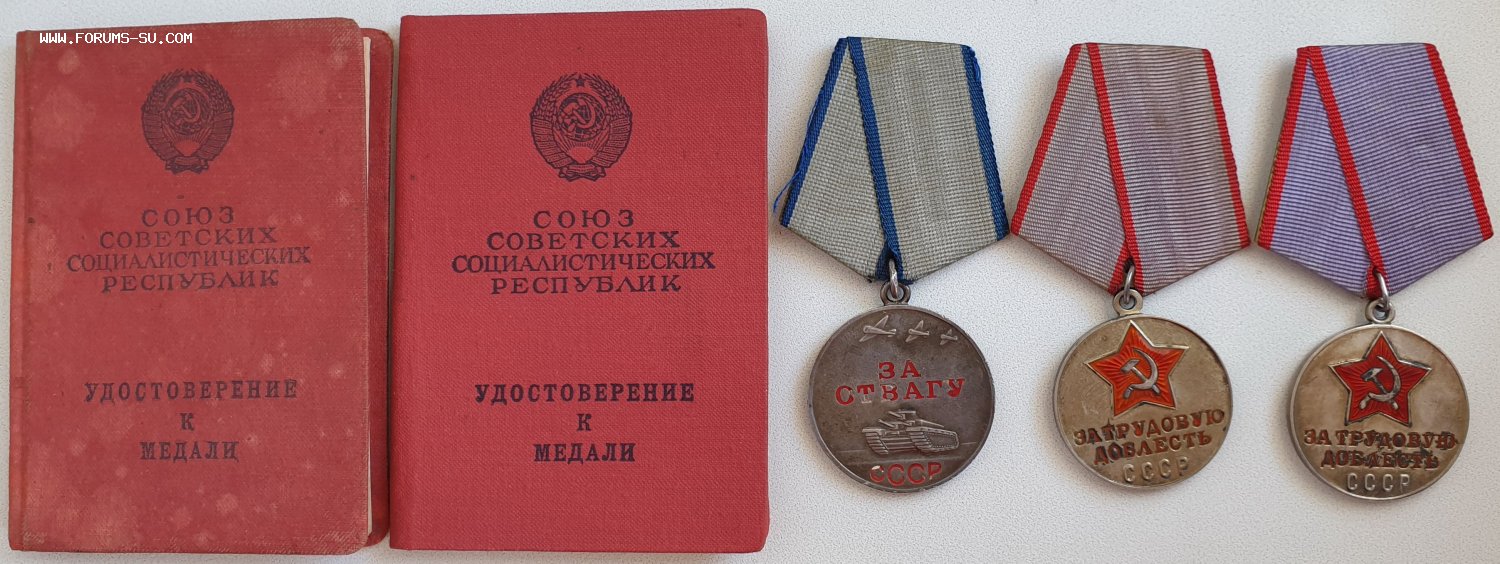 www.FORUMS-SU.COM
СОЮЗ
СОВЕТСКИХ
СОЦИАЛИСТИЧЕСКИХ
РЕСПУБЛИК
УДОСТОВЕРЕНИЕ
К
МЕДАЛИ
СОЮЗ
СОВЕТСКИХ
СОЦИАЛИСТИЧЕСКИХ
РЕСПУБЛИК
УДОСТОВЕРЕНИЕ
К
МЕДАЛИ
ЗА
ОТВАГУ
СССР
ЗА ТРУДОВУЮ
ДОБЛЕСТЬ
СССР
ЗА ТРУДОВУЮ
ДОБЛЕСТЬ
СССР